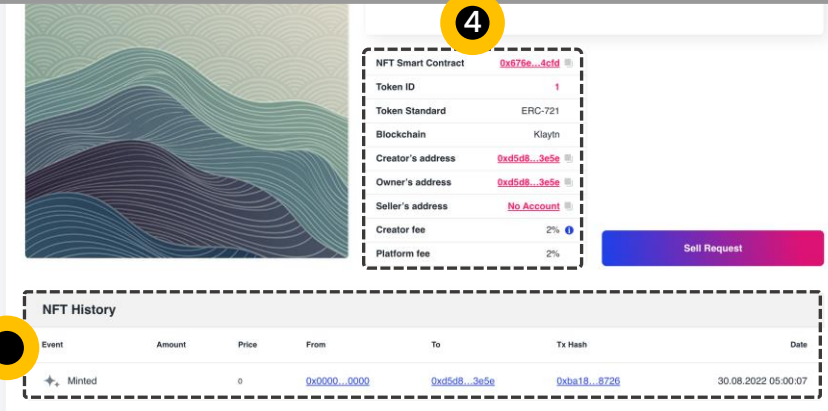 4
NFT Smart Contract 0x676e...4cfd
Token ID 1
Token Standard ERC-721
Blockchain Klaytn
Creator's address 0xd5d8...3e5e
Owner's address 0xd5d8...3e5e
Seller's address No Account
Creator fee 2%
Platform fee 2%
Sell Request
NFT History
Event Amount Price From To Tx Hash Date
Minted 0 0x0000...0000 0xd5d8...3e5e 0xba18...8726 30.08.2022 05:00:07